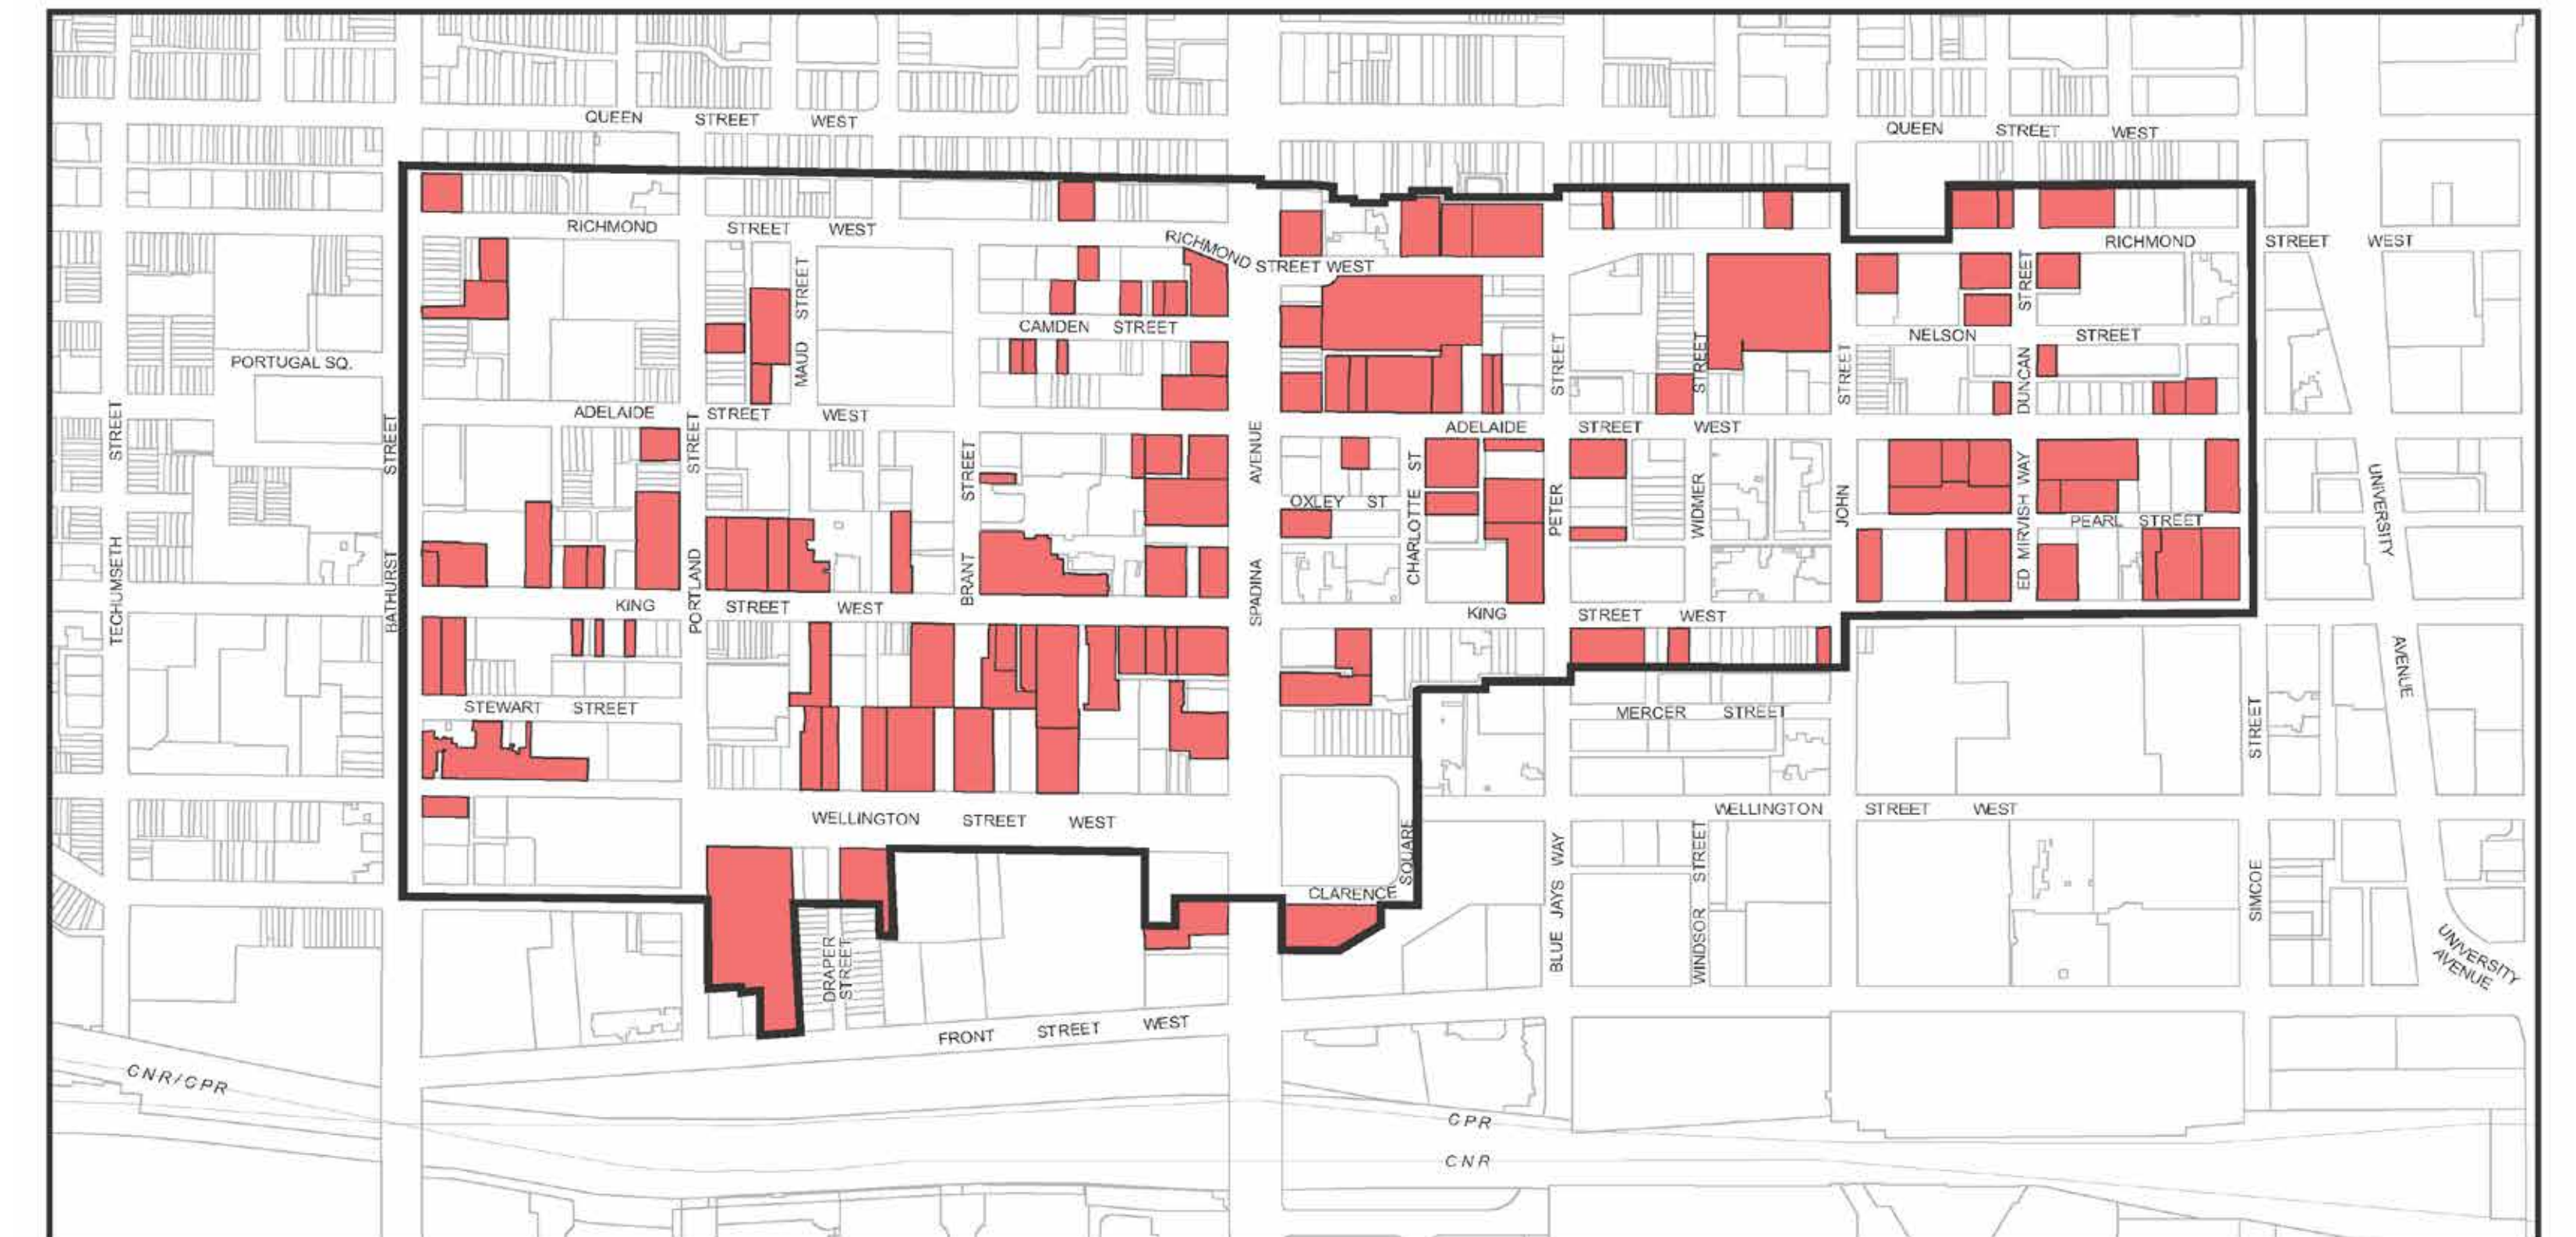 QUEEN STREET WEST
QUEEN STREET WEST
RICHMOND STREET WEST
RICHMOND STREET WEST
RICHMOND STREET WEST
CAMDEN STREET
NELSON STREET
PORTUGAL SQ.
MAUD STREET
DUNCAN STREET
ADELAIDE STREET WEST
ADELAIDE STREET WEST
TECHUMSETH STREET
BATHURST STREET
PORTLAND STREET
BRANT STREET
SPADINA AVENUE
OXLEY ST
CHARLOTTE ST
PETER STREET
WIDMER STREET
JOHN STREET
ED MIRVISH WAY
PEARL STREET
UNIVERSITY AVENUE
KING STREET WEST
KING STREET WEST
STEWART STREET
MERCER STREET
WELLINGTON STREET WEST
WELLINGTON STREET WEST
CLARENCE SQUARE
BLUE JAYS WAY
WINDSOR STREET
SIMCOE STREET
DRAPER
STREET
UNIVERSITY
AVENUE
FRONT STREET WEST
CNR/CPR
CPR
CNR